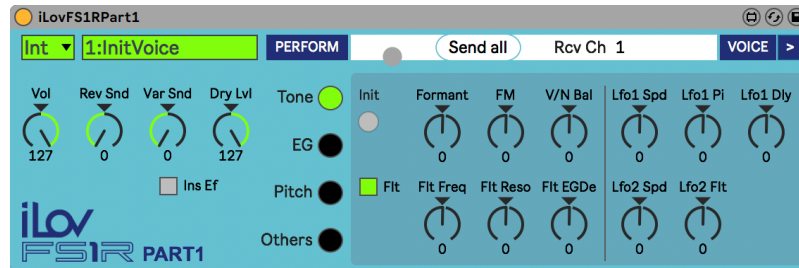 iLovFS1RPart1
Int 1:InitVoice PERFORM Send all Rcv Ch 1 VOICE >
Vol Rev Snd Var Snd Dry Lvl Tone Init Formant FM V/N Bal Lfo1 Spd Lfo1 Pi Lfo1 Dly
127 0 0 127 EG 0 0 0 0 0 0
Ins Ef Pitch Flt Flt Freq Flt Reso Flt EGDe Lfo2 Spd Lfo2 Flt
iLov
FS1R PART1 Others 0 0 0 0 0